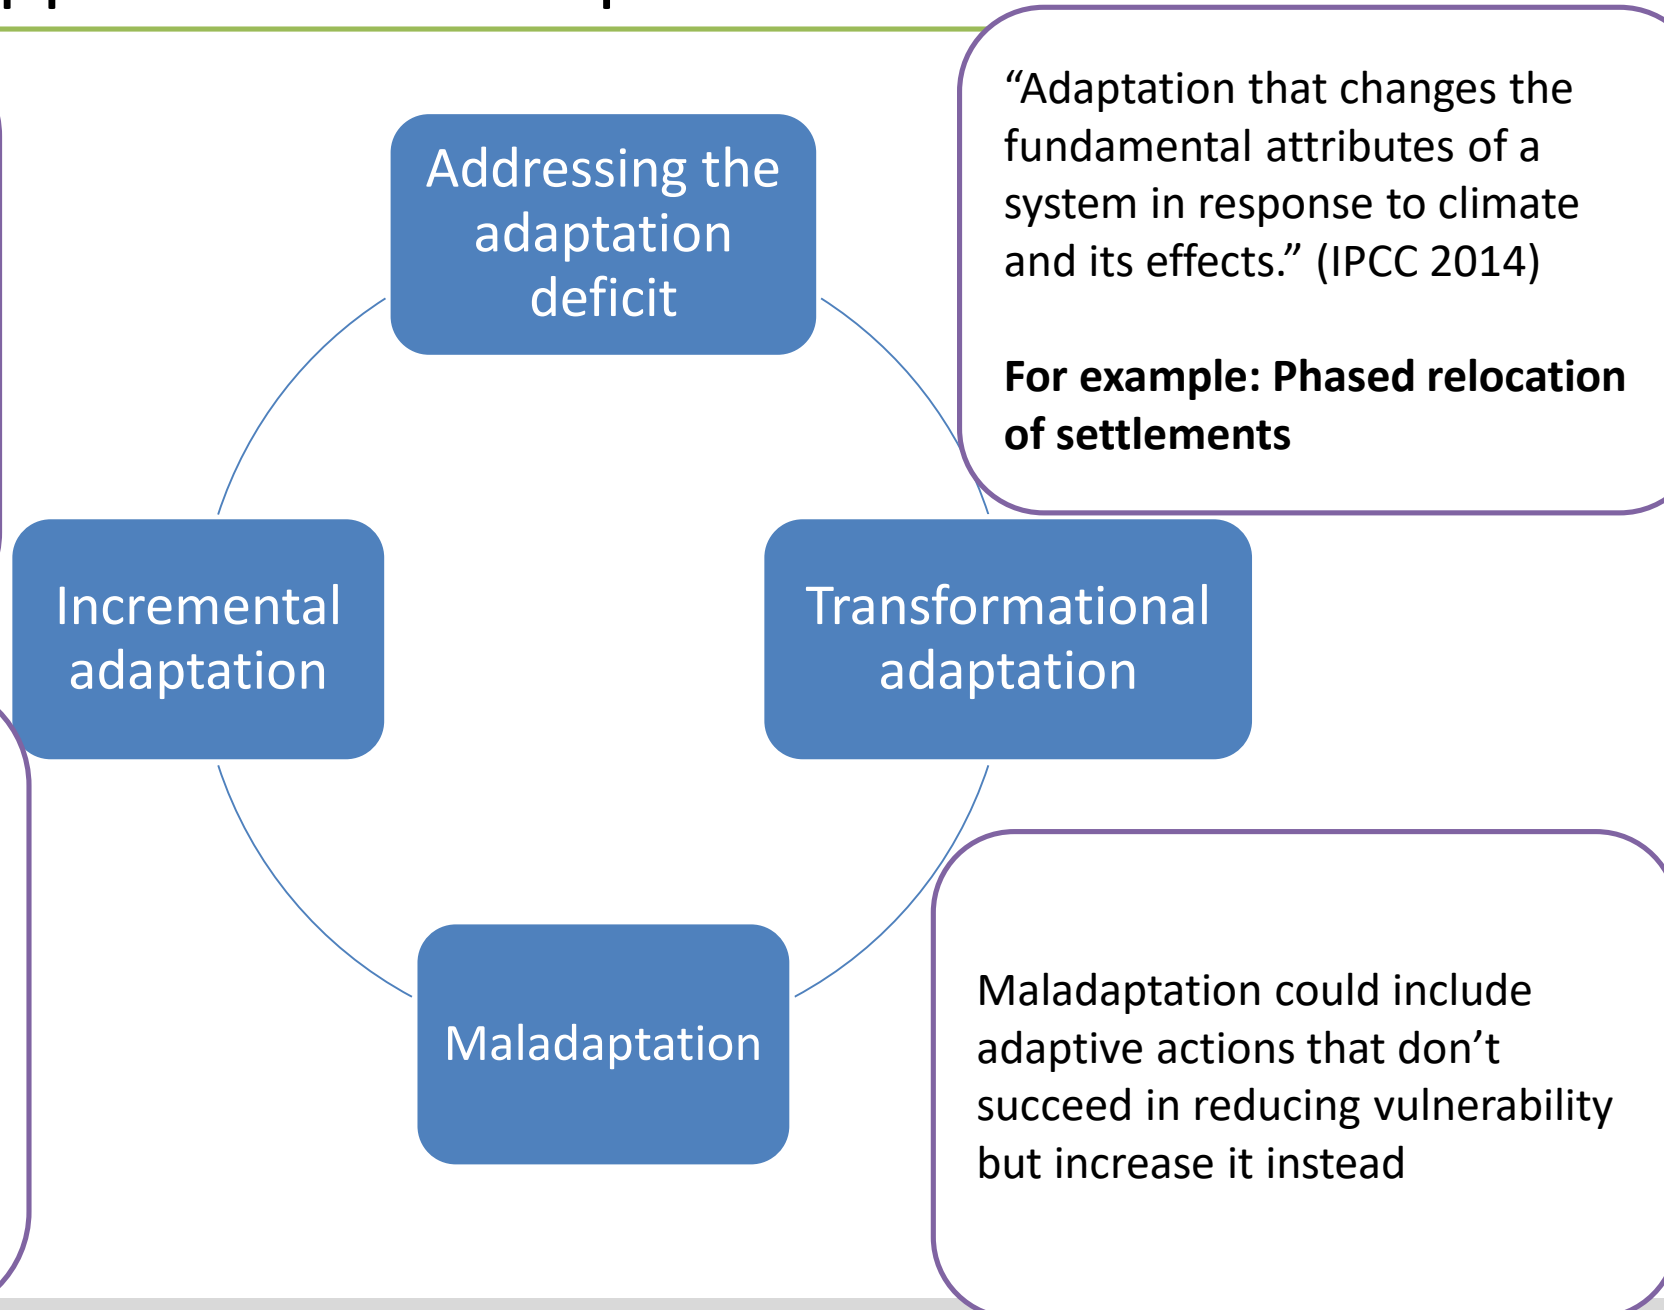 Addressing the
adaptation
deficit
“Adaptation that changes the
fundamental attributes of a
system in response to climate
and its effects.” (IPCC 2014)
For example: Phased relocation
of settlements
Incremental
adaptation
Transformational
adaptation
Maladaptation
Maladaptation could include
adaptive actions that don’t
succeed in reducing vulnerability
but increase it instead